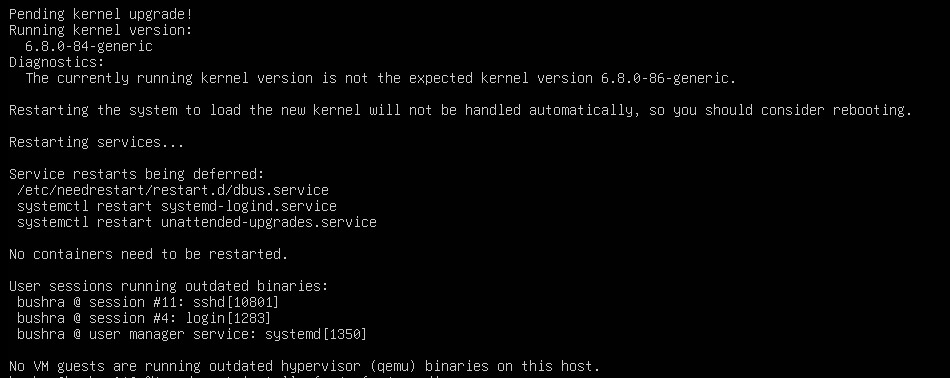 Pending kernel upgrade!
Running kernel version:
  6.8.0-84-generic
Diagnostics:
  The currently running kernel version is not the expected kernel version 6.8.0-86-generic.
Restarting the system to load the new kernel will not be handled automatically, so you should consider rebooting.
Restarting services...
Service restarts being deferred:
 /etc/needrestart/restart.d/dbus.service
 systemctl restart systemd-logind.service
 systemctl restart unattended-upgrades.service
No containers need to be restarted.
User sessions running outdated binaries:
 bushra @ session #11: sshd[10801]
 bushra @ session #4: login[1283]
 bushra @ user manager service: systemd[1350]
No VM guests are running outdated hypervisor (qemu) binaries on this host.